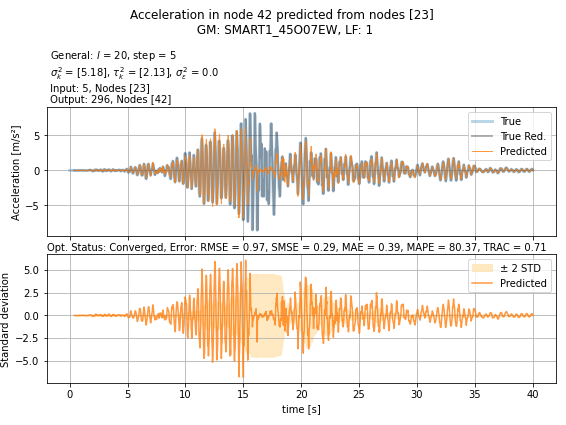 Acceleration in node 42 predicted from nodes [23]
GM: SMART1_45O07EW, LF: 1
General: l = 20, step = 5
σ²ₖ = [5.18], τ²ₖ = [2.13], σ²ε = 0.0
Input: 5, Nodes [23]
Output: 296, Nodes [42]
Acceleration [m/s²]
5
0
−5
True
True Red.
Predicted
Opt. Status: Converged, Error: RMSE = 0.97, SMSE = 0.29, MAE = 0.39, MAPE = 80.37, TRAC = 0.71
Standard deviation
5.0
2.5
0.0
−2.5
−5.0
± 2 STD
Predicted
0 5 10 15 20 25 30 35 40
time [s]